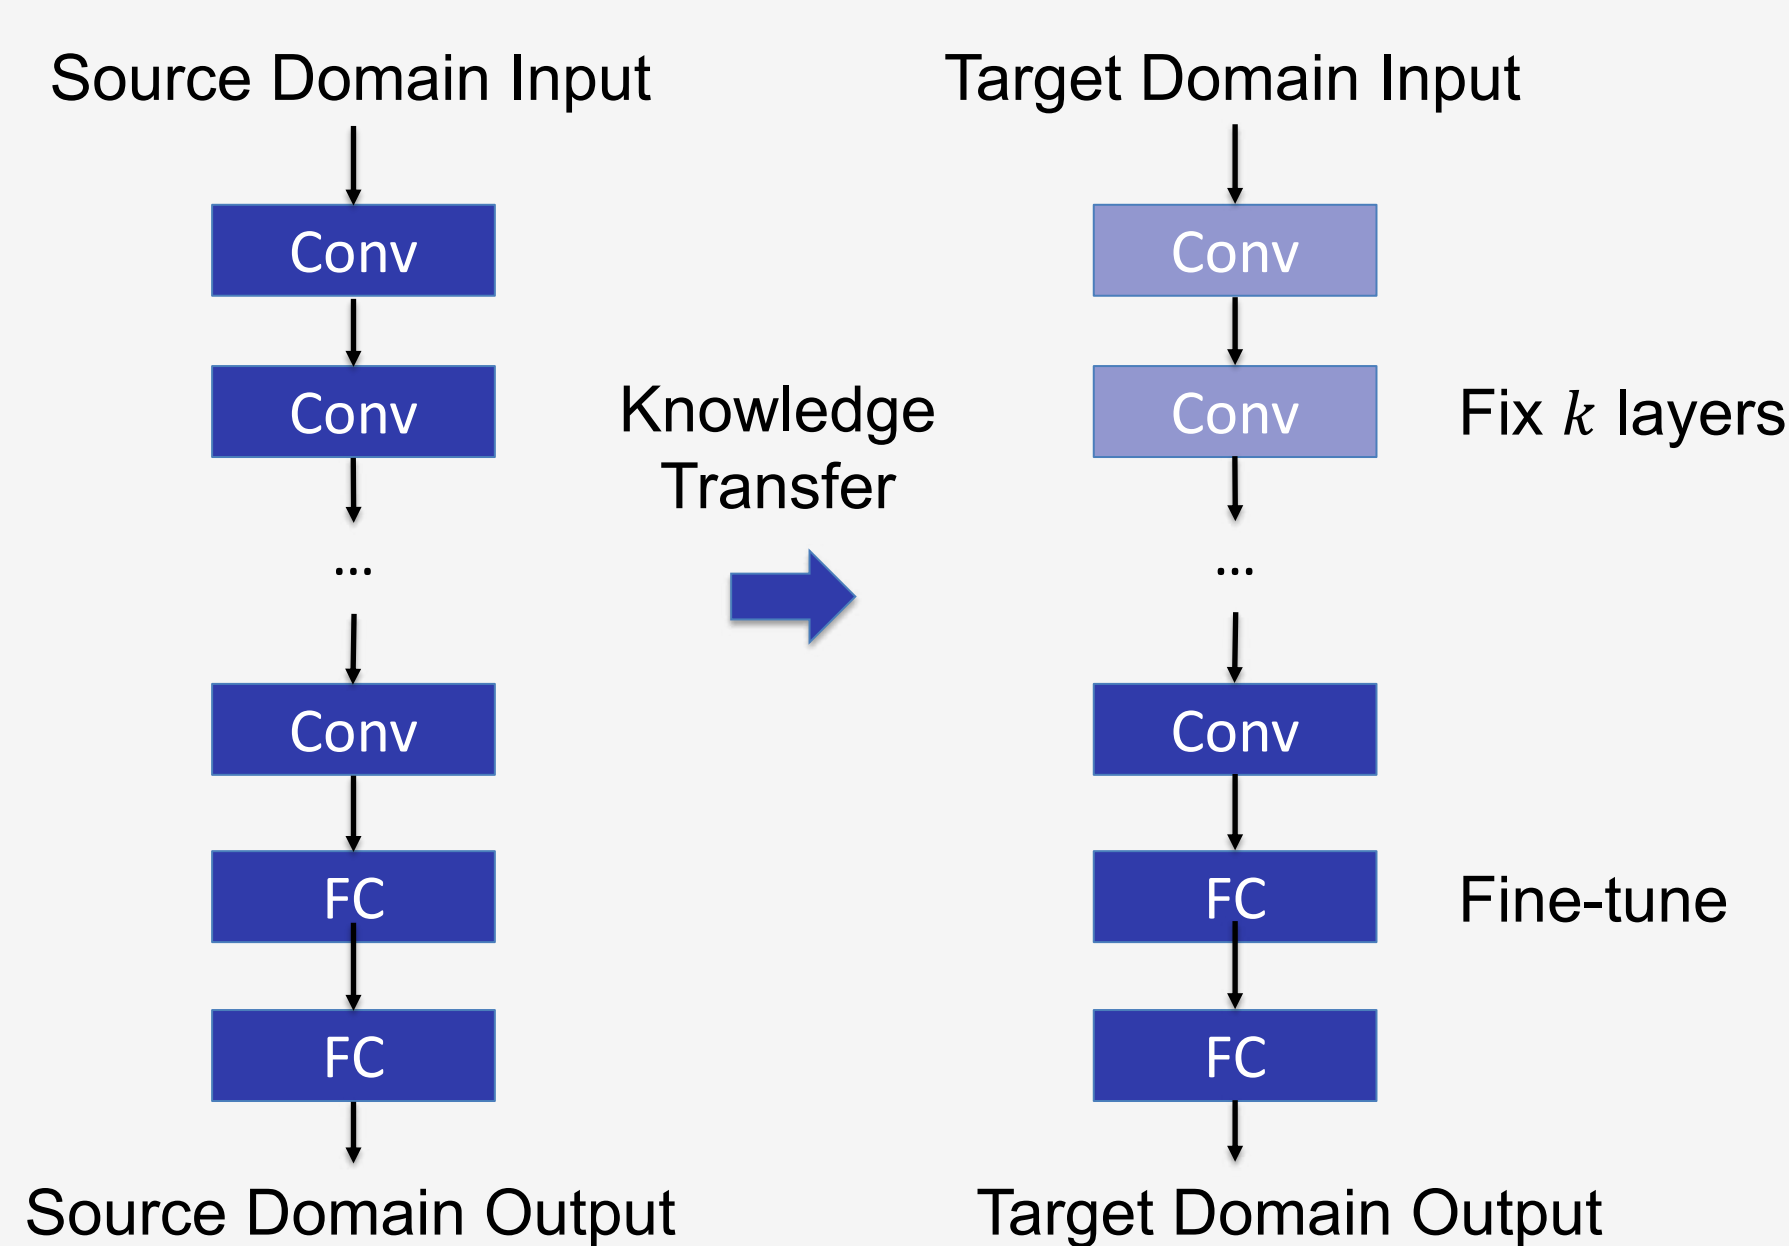 Source Domain Input
Conv
Conv
...
Conv
FC
FC
Source Domain Output
Knowledge
Transfer
Target Domain Input
Conv
Conv
...
Conv
FC
FC
Target Domain Output
Fix k layers
Fine-tune